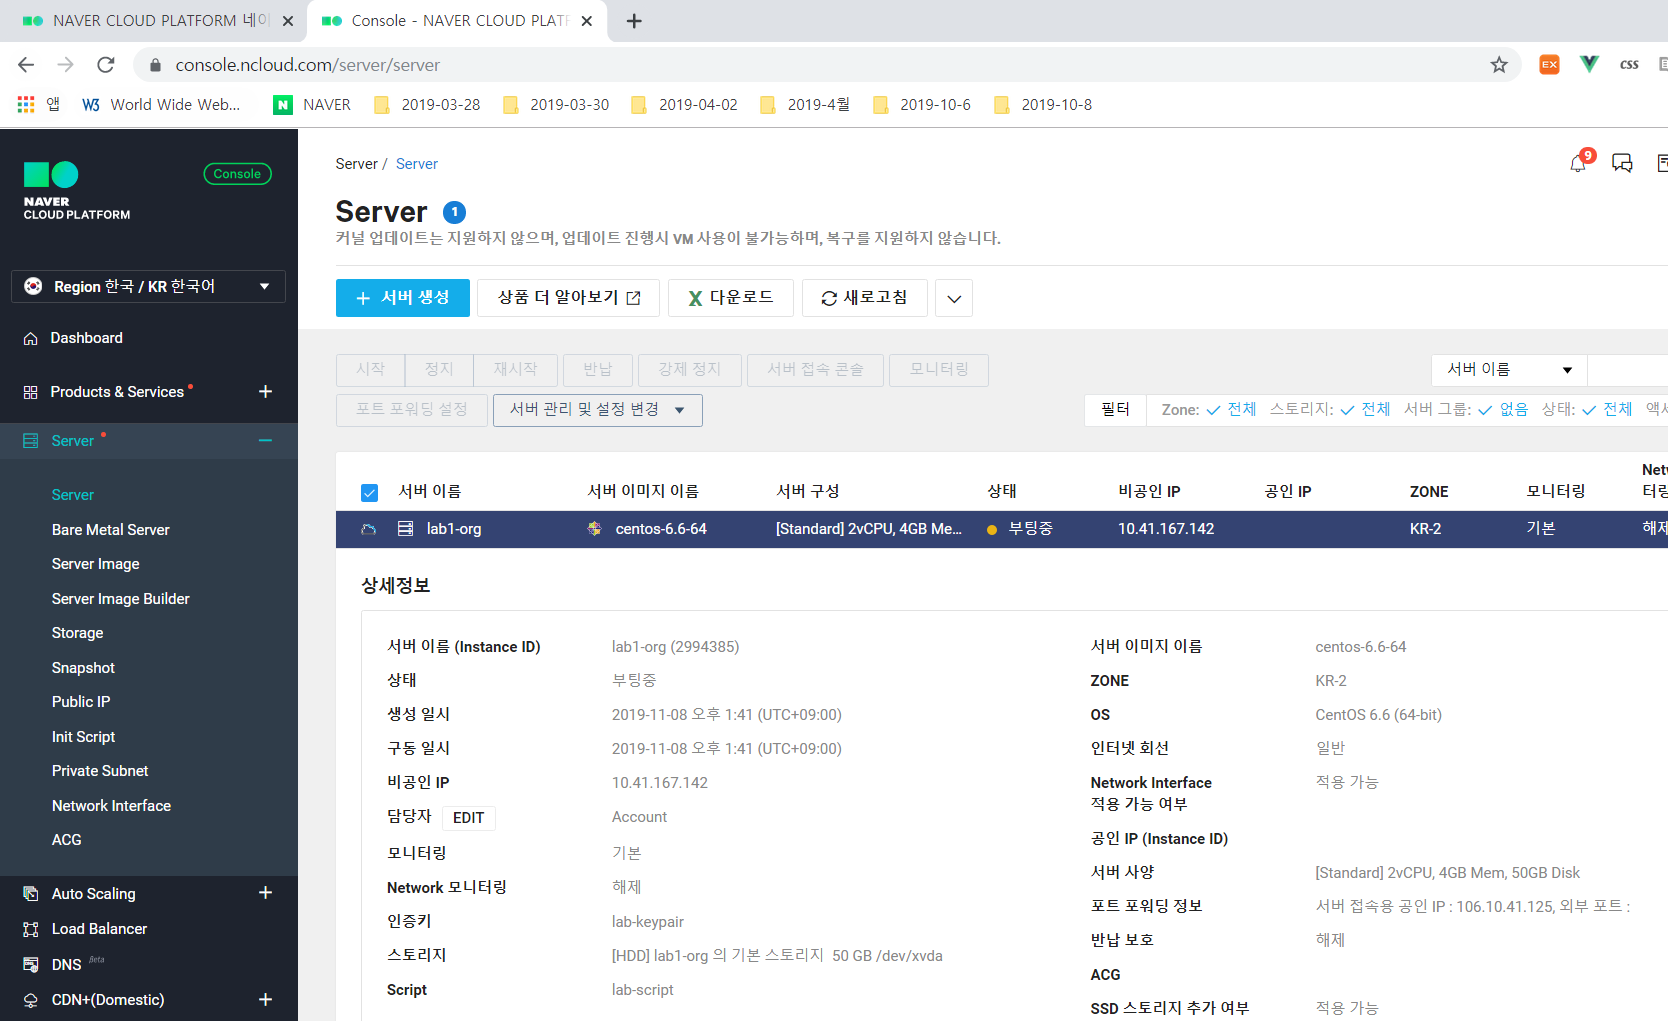 NAVER CLOUD PLATFORM 네이
Console - NAVER CLOUD PLAT
console.ncloud.com/server/server
EX
css
앱
W3 World Wide Web...
N NAVER
2019-03-28
2019-03-30
2019-04-02
2019-4월
2019-10-6
2019-10-8
NAVER
CLOUD PLATFORM
Console
Region 한국 / KR 한국어
Dashboard
Products & Services
Server
Server
Bare Metal Server
Server Image
Server Image Builder
Storage
Snapshot
Public IP
Init Script
Private Subnet
Network Interface
ACG
Auto Scaling
Load Balancer
DNS Beta
CDN+(Domestic)
Server / Server
9
Server 1
커널 업데이트는 지원하지 않으며, 업데이트 진행시 VM 사용이 불가능하며, 복구를 지원하지 않습니다.
+ 서버 생성
상품 더 알아보기
X 다운로드
새로고침
시작 정지 재시작 반납 강제 정지 서버 접속 콘솔 모니터링
서버 이름
포트 포워딩 설정 서버 관리 및 설정 변경
필터 Zone: 전체 스토리지: 전체 서버 그룹: 없음 상태: 전체 액서
서버 이름 서버 이미지 이름 서버 구성 상태 비공인 IP 공인 IP ZONE 모니터링 Netv
터링
lab1-org centos-6.6-64 [Standard] 2vCPU, 4GB Me... 부팅중 10.41.167.142 KR-2 기본 해제
상세정보
서버 이름 (Instance ID) lab1-org (2994385)
상태 부팅중
생성 일시 2019-11-08 오후 1:41 (UTC+09:00)
구동 일시 2019-11-08 오후 1:41 (UTC+09:00)
비공인 IP 10.41.167.142
담당자 EDIT Account
모니터링 기본
Network 모니터링 해제
인증키 lab-keypair
스토리지 [HDD] lab1-org 의 기본 스토리지 50 GB /dev/xvda
Script lab-script
서버 이미지 이름 centos-6.6-64
ZONE KR-2
OS CentOS 6.6 (64-bit)
인터넷 회선 일반
Network Interface 적용 가능
적용 가능 여부
공인 IP (Instance ID)
서버 사양 [Standard] 2vCPU, 4GB Mem, 50GB Disk
포트 포워딩 정보 서버 접속용 공인 IP : 106.10.41.125, 외부 포트 :
반납 보호 해제
ACG
SSD 스토리지 추가 여부 적용 가능